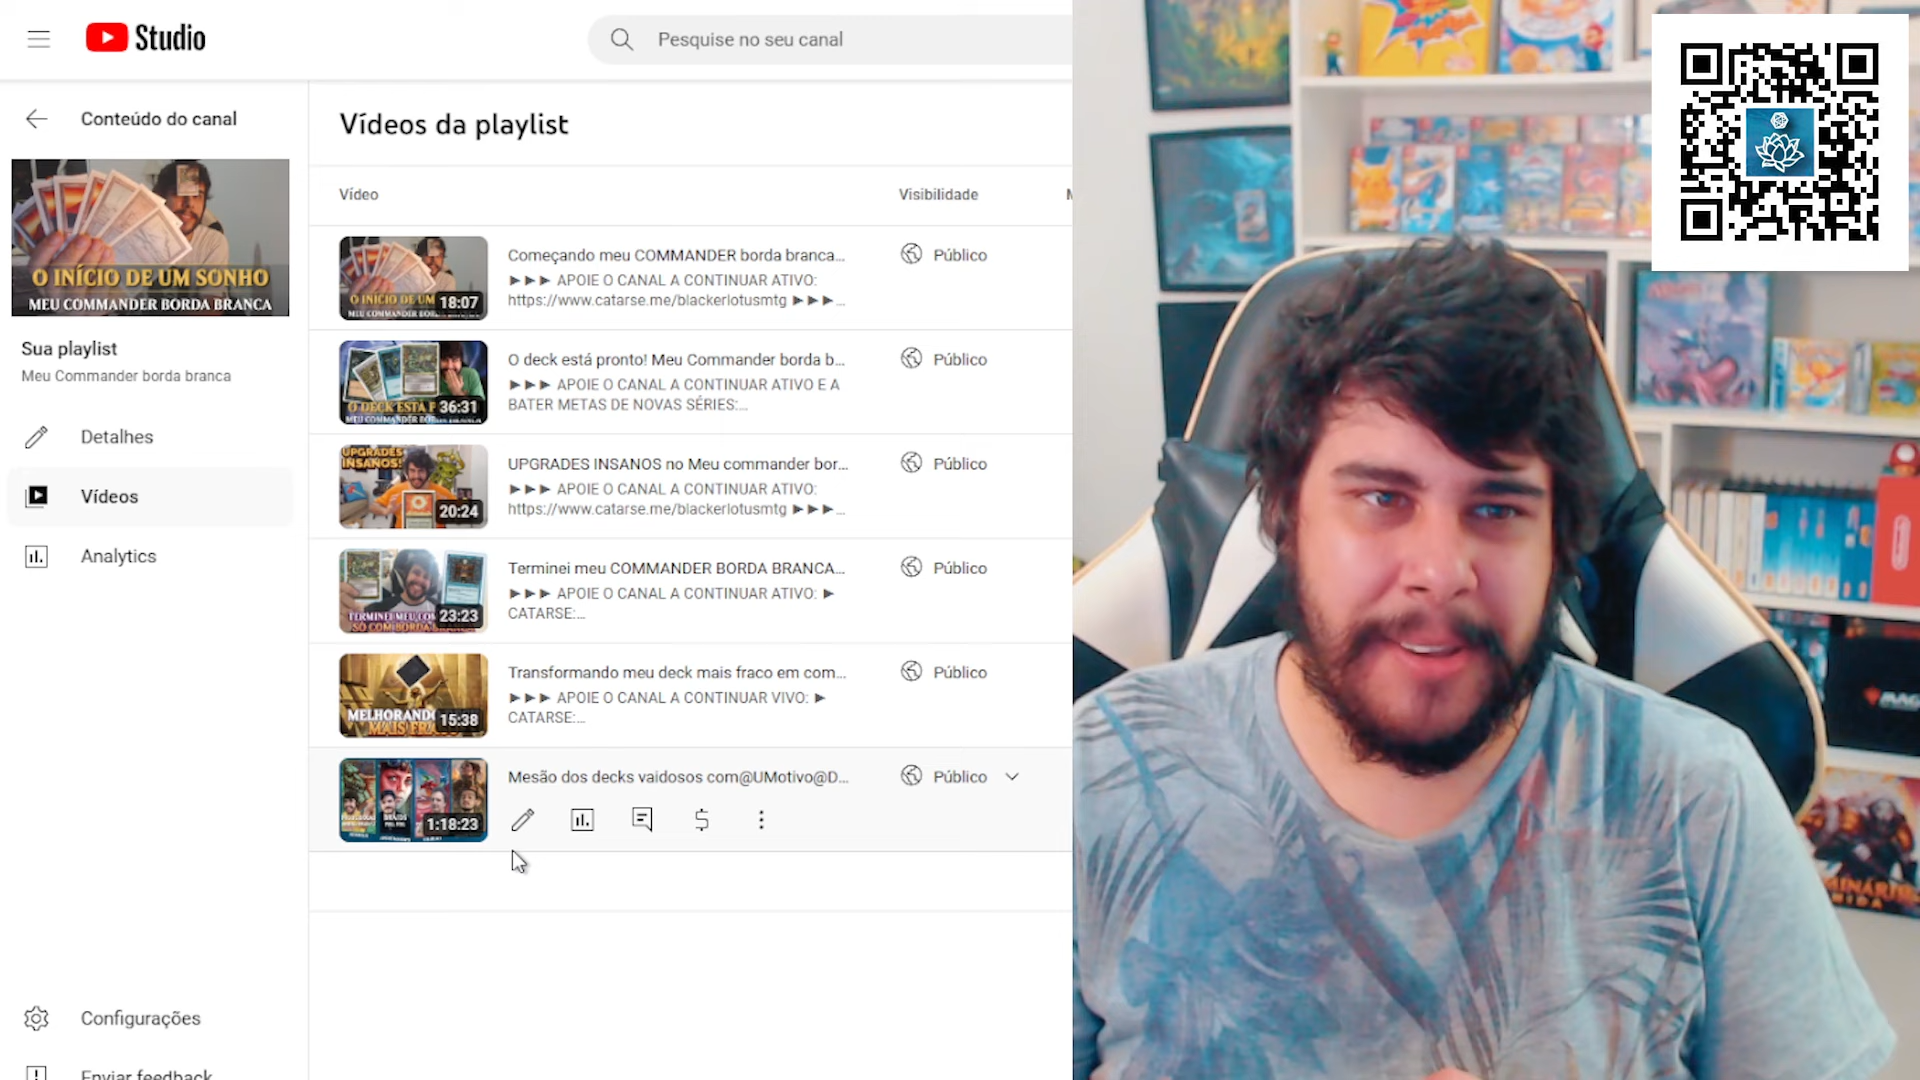 Studio
Pesquise no seu canal
Conteúdo do canal
O INÍCIO DE UM SONHO
MEU COMMANDER BORDA BRANCA
Sua playlist
Meu Commander borda branca
Detalhes
Vídeos
Analytics
Configurações
Enviar feedback
Vídeos da playlist
Vídeo
Visibilidade
18:07
Começando meu COMMANDER borda branca...
►►► APOIE O CANAL A CONTINUAR ATIVO:
https://www.catarse.me/blackerlotusmtg ►►►...
Público
36:31
O deck está pronto! Meu Commander borda b...
►►► APOIE O CANAL A CONTINUAR ATIVO E A
BATER METAS DE NOVAS SÉRIES:...
Público
UPGRADES
INSANOS!
20:24
UPGRADES INSANOS no Meu commander bor...
►►► APOIE O CANAL A CONTINUAR ATIVO:
https://www.catarse.me/blackerlotusmtg ►►►...
Público
23:23
Terminei meu COMMANDER BORDA BRANCA...
►►► APOIE O CANAL A CONTINUAR ATIVO: ►
CATARSE:...
Público
MELHORANDO
15:38
Transformando meu deck mais fraco em com...
►►► APOIE O CANAL A CONTINUAR VIVO: ►
CATARSE:...
Público
1:18:23
Mesão dos decks vaidosos com@UMotivo@D...
Público